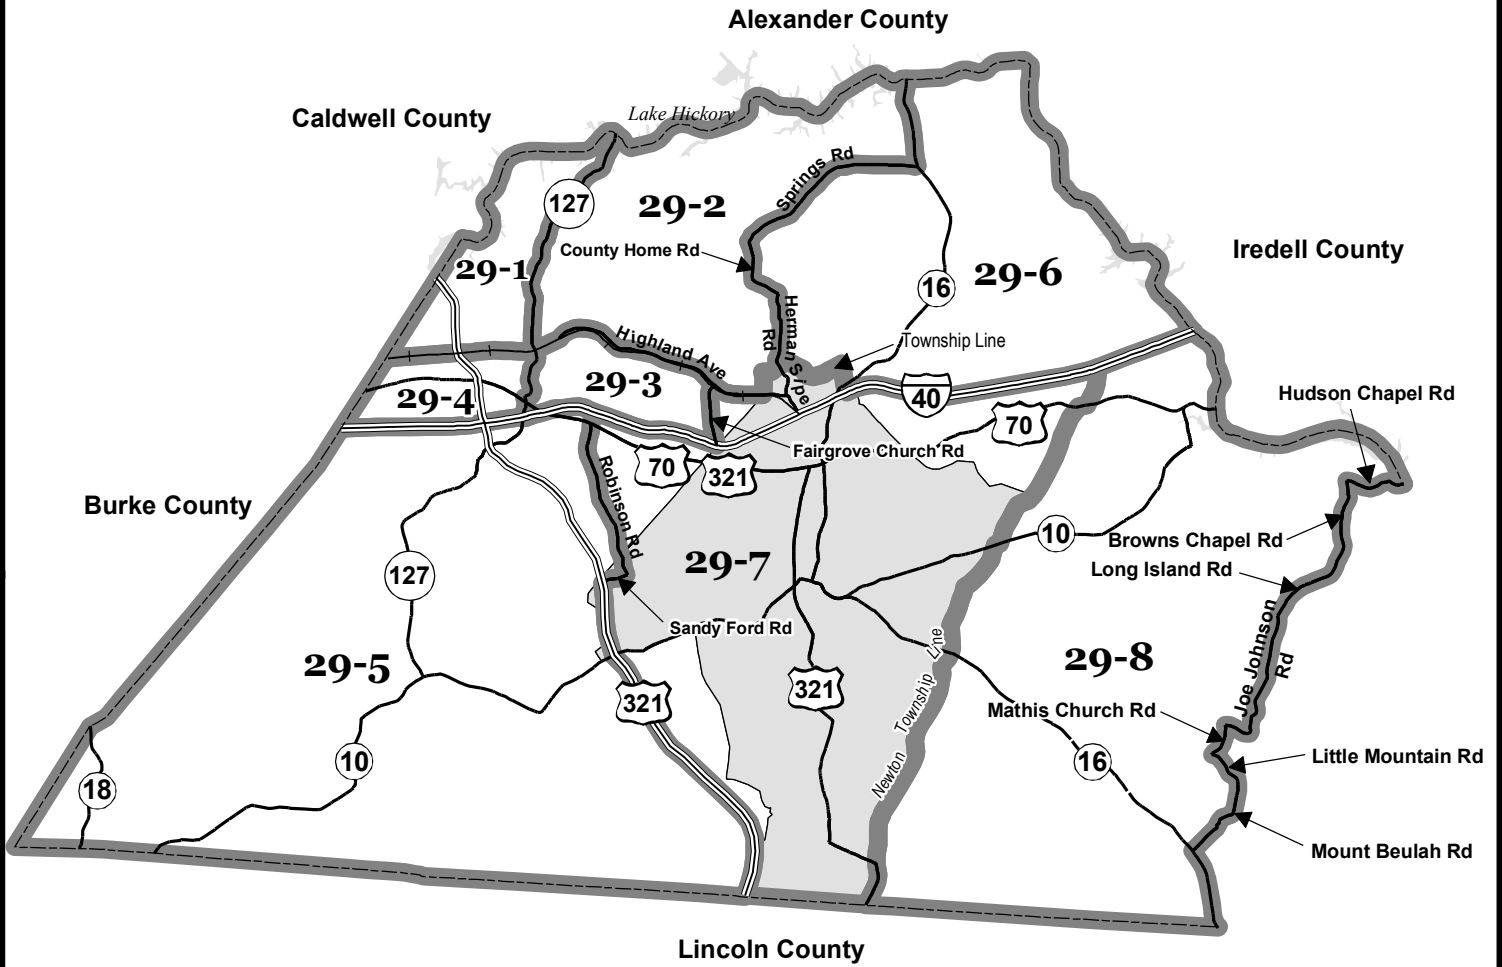 Alexander County
Caldwell County
Lake Hickory
Springs Rd
127
29-2
County Home Rd
Iredell County
29-1
29-6
16
Herman Sipe
Rd
Highland Ave
Township Line
29-3
29-4
40
Hudson Chapel Rd
70
Fairgrove Church Rd
70
321
Robinson Rd
Burke County
10
Browns Chapel Rd
29-7
Long Island Rd
127
Sandy Ford Rd
Joe Johnson
Rd
29-5
29-8
321
321
Newton Township Line
Mathis Church Rd
10
16
Little Mountain Rd
18
Mount Beulah Rd
Lincoln County